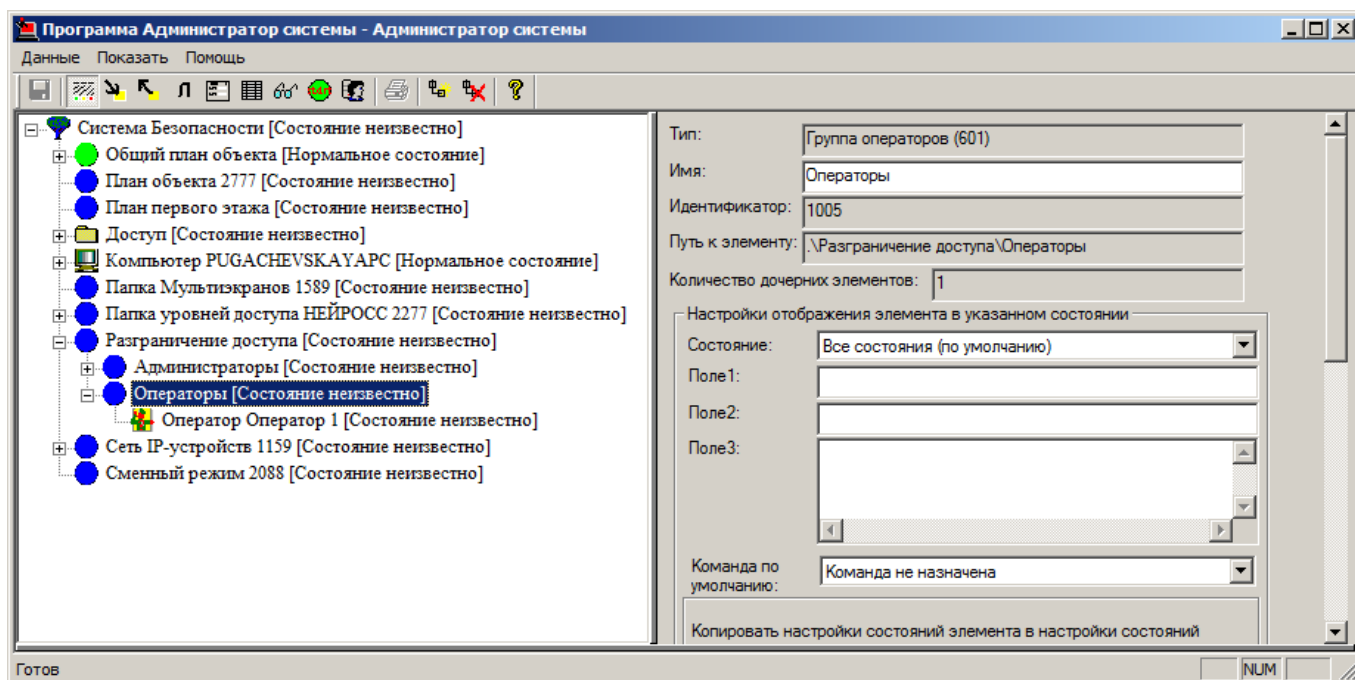 Программа Администратор системы - Администратор системы
Данные Показать Помощь
Л
Система Безопасности [Состояние неизвестно]
Общий план объекта [Нормальное состояние]
План объекта 2777 [Состояние неизвестно]
План первого этажа [Состояние неизвестно]
Доступ [Состояние неизвестно]
Компьютер PUGACHEVSKAYAPC [Нормальное состояние]
Папка Мультиэкранов 1589 [Состояние неизвестно]
Папка уровней доступа НЕЙРОСС 2277 [Состояние неизвестно]
Разграничение доступа [Состояние неизвестно]
Администраторы [Состояние неизвестно]
Операторы [Состояние неизвестно]
Оператор Оператор 1 [Состояние неизвестно]
Сеть IP-устройств 1159 [Состояние неизвестно]
Сменный режим 2088 [Состояние неизвестно]
Тип: Группа операторов (601)
Имя: Операторы
Идентификатор: 1005
Путь к элементу: .\Разграничение доступа\Операторы
Количество дочерних элементов: 1
Настройки отображения элемента в указанном состоянии
Состояние: Все состояния (по умолчанию)
Поле1:
Поле2:
Поле3:
Команда по умолчанию: Команда не назначена
Копировать настройки состояний элемента в настройки состояний
Готов NUM